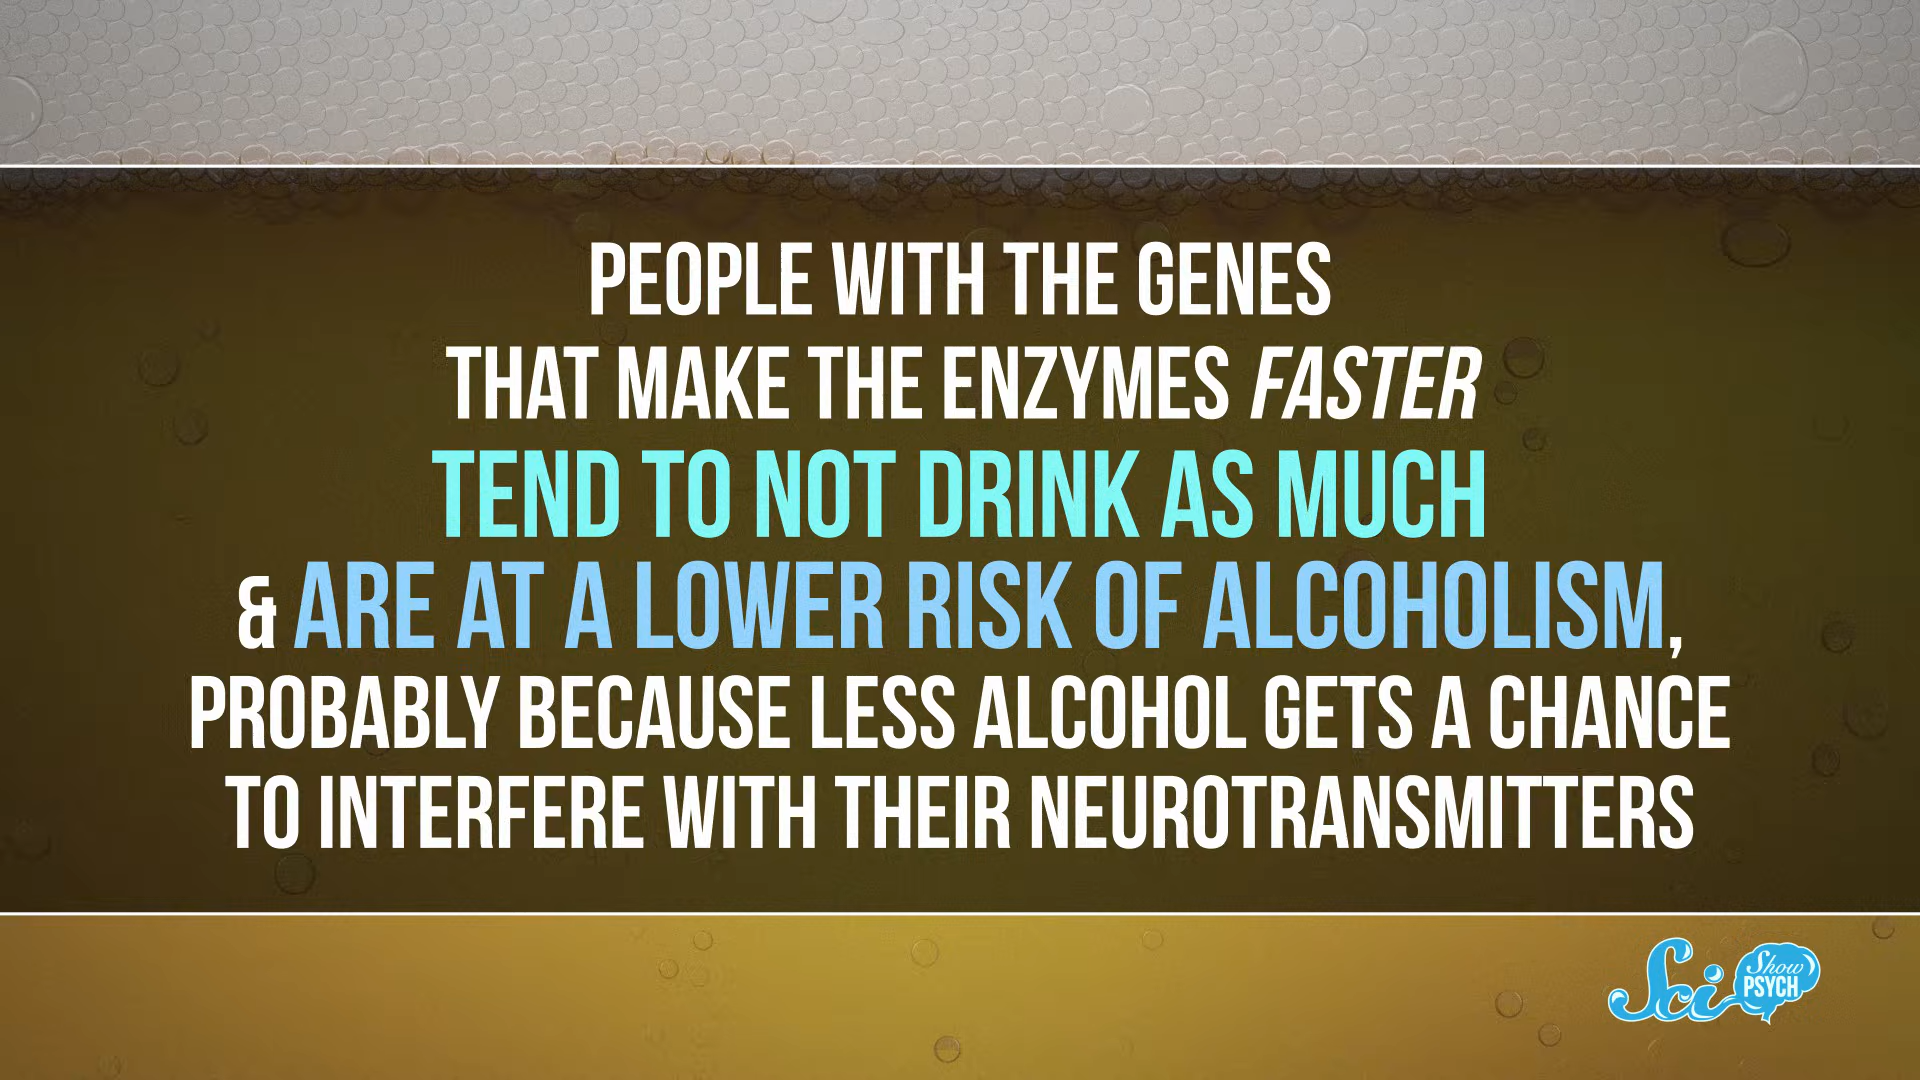 PEOPLE WITH THE GENES
THAT MAKE THE ENZYMES FASTER
TEND TO NOT DRINK AS MUCH
& ARE AT A LOWER RISK OF ALCOHOLISM,
PROBABLY BECAUSE LESS ALCOHOL GETS A CHANCE
TO INTERFERE WITH THEIR NEUROTRANSMITTERS
Sci Show
PSYCH